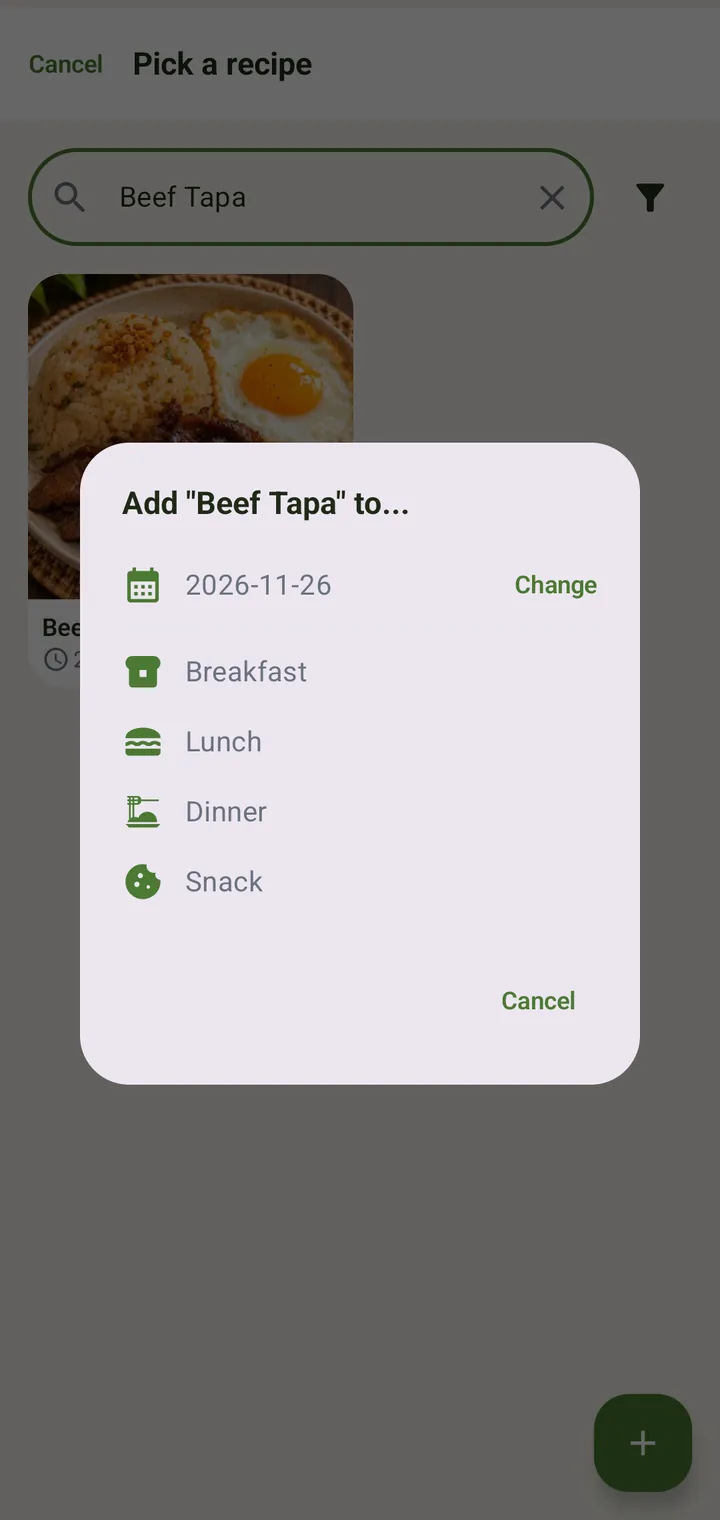 Cancel Pick a recipe
Beef Tapa
Add "Beef Tapa" to...
2026-11-26 Change
Breakfast
Lunch
Dinner
Snack
Cancel